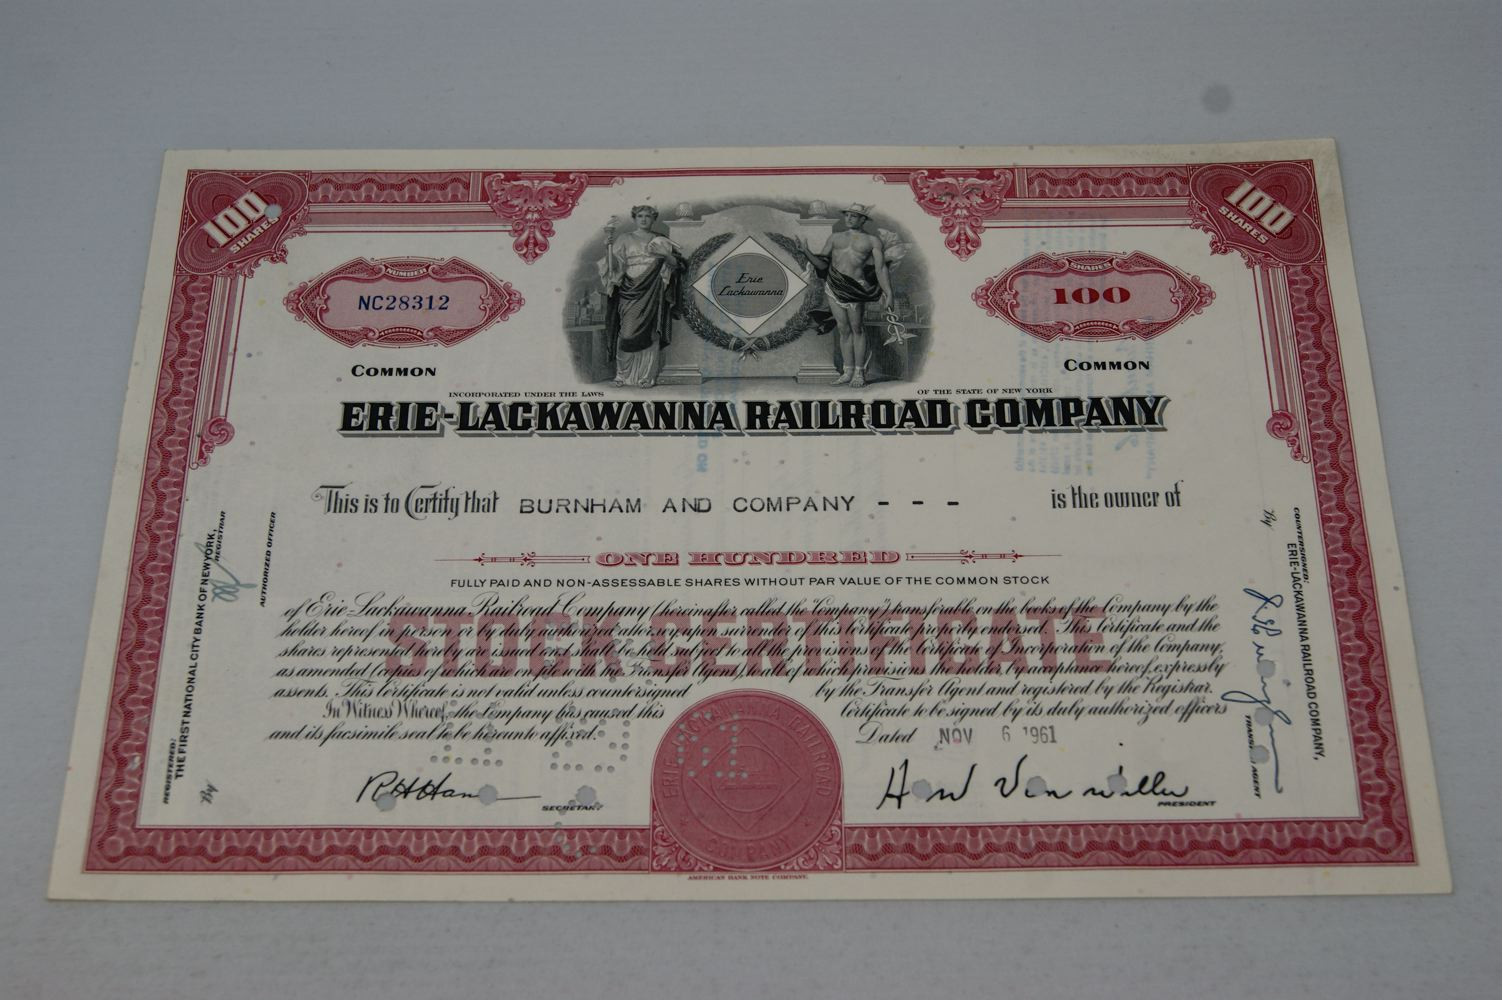 100 SHARES
100 SHARES
NUMBER
NC28312
SHARES
100
Erie
Lackawanna
COMMON
COMMON
INCORPORATED UNDER THE LAWS OF THE STATE OF NEW YORK
ERIE-LACKAWANNA RAILROAD COMPANY
This is to Certify that BURNHAM AND COMPANY - - - is the owner of
ONE HUNDRED
FULLY PAID AND NON-ASSESSABLE SHARES WITHOUT PAR VALUE OF THE COMMON STOCK
of Erie-Lackawanna Railroad Company (hereinafter called the "Company") transferable on the books of the Company by the
holder hereof in person or by duly authorized attorney upon surrender of this Certificate properly endorsed. This Certificate and the
shares represented hereby are issued and shall be held subject to all the provisions of the Certificate of Incorporation of the Company,
as amended (copies of which are on file with the Transfer Agent), to all of which provisions the holder, by acceptance hereof, expressly
assents. This Certificate is not valid unless countersigned by the Transfer Agent and registered by the Registrar.
In Witness Whereof, the Company has caused this Certificate to be signed by its duly authorized officers
and its facsimile seal to be hereunto affixed.
Dated NOV 6 1961
STOCK CERTIFICATE
SECRETARY
PRESIDENT
ERIE-LACKAWANNA RAILROAD
COMPANY
AMERICAN BANK NOTE COMPANY.
REGISTERED:
THE FIRST NATIONAL CITY BANK OF NEW YORK,
REGISTRAR
By
AUTHORIZED OFFICER
COUNTERSIGNED:
ERIE-LACKAWANNA RAILROAD COMPANY,
By
TRANSFER AGENT